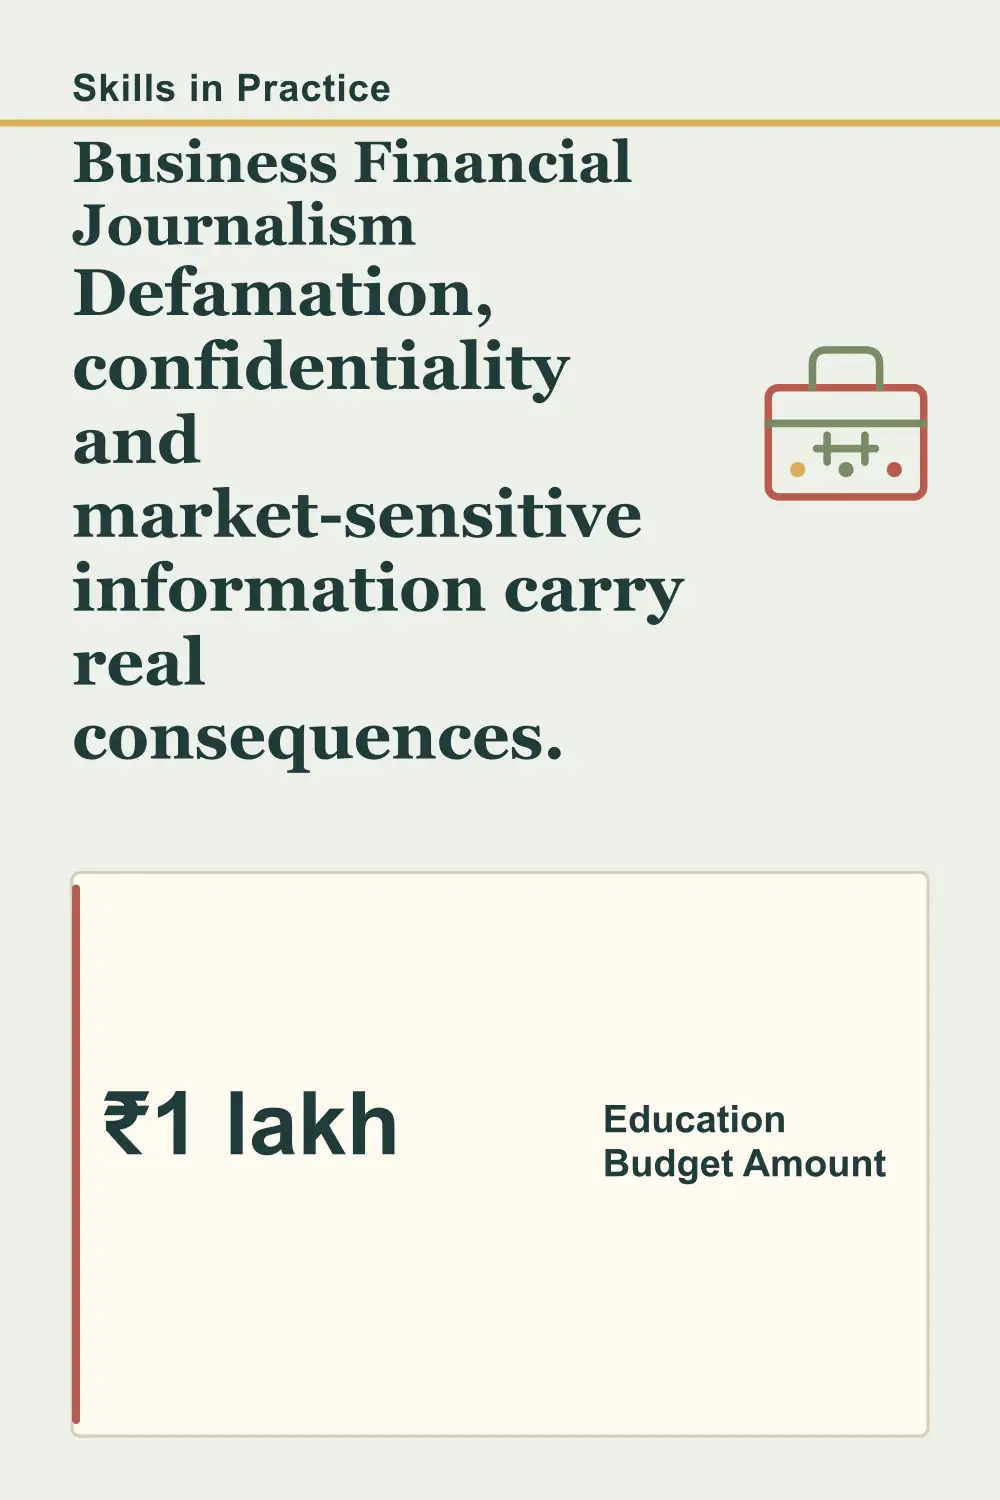 Skills in Practice
Business Financial
Journalism
Defamation,
confidentiality
and
market-sensitive
information carry
real
consequences.
₹1 lakh
Education
Budget Amount